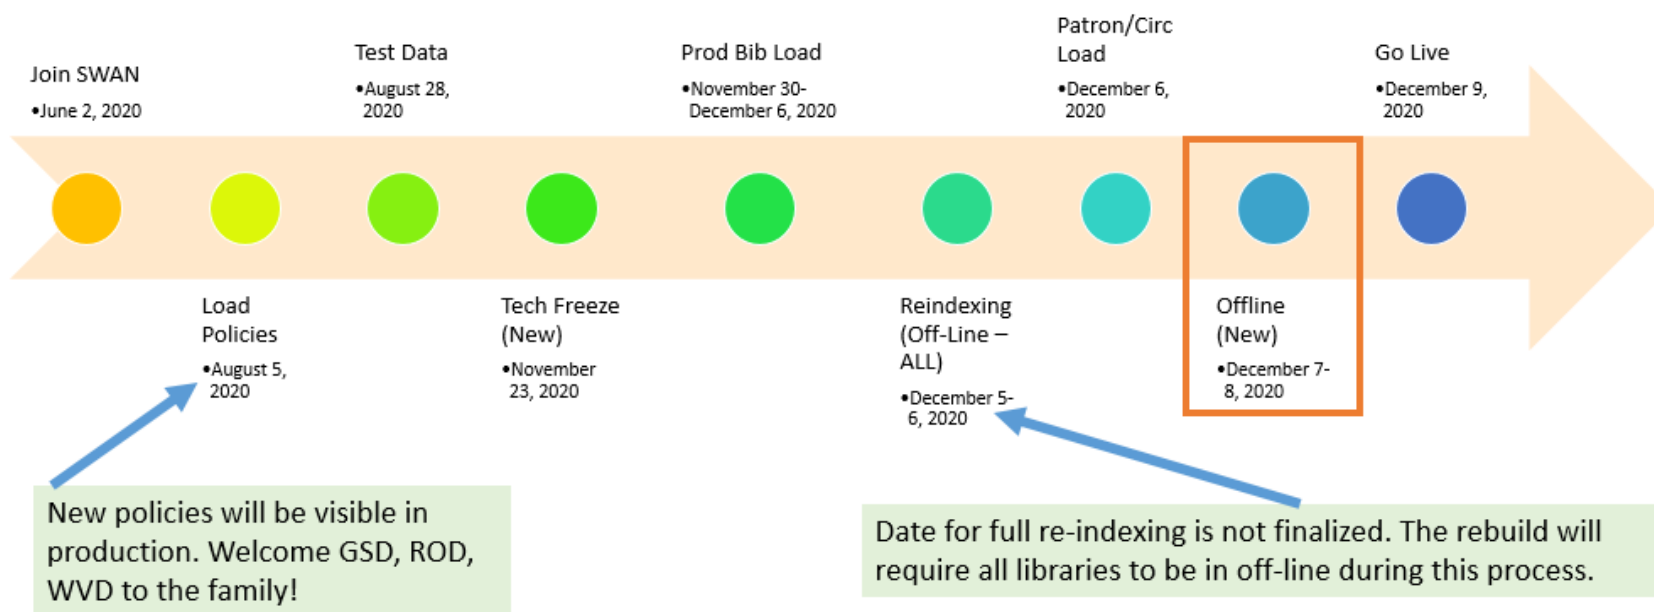 Join SWAN
•June 2, 2020
Load
Policies
•August 5,
2020
Test Data
•August 28,
2020
Tech Freeze
(New)
•November
23, 2020
Prod Bib Load
•November 30-
December 6, 2020
Reindexing
(Off-Line –
ALL)
•December 5-
6, 2020
Patron/Circ
Load
•December 6,
2020
Offline
(New)
•December 7-
8, 2020
Go Live
•December 9,
2020
New policies will be visible in
production. Welcome GSD, ROD,
WVD to the family!
Date for full re-indexing is not finalized. The rebuild will
require all libraries to be in off-line during this process.